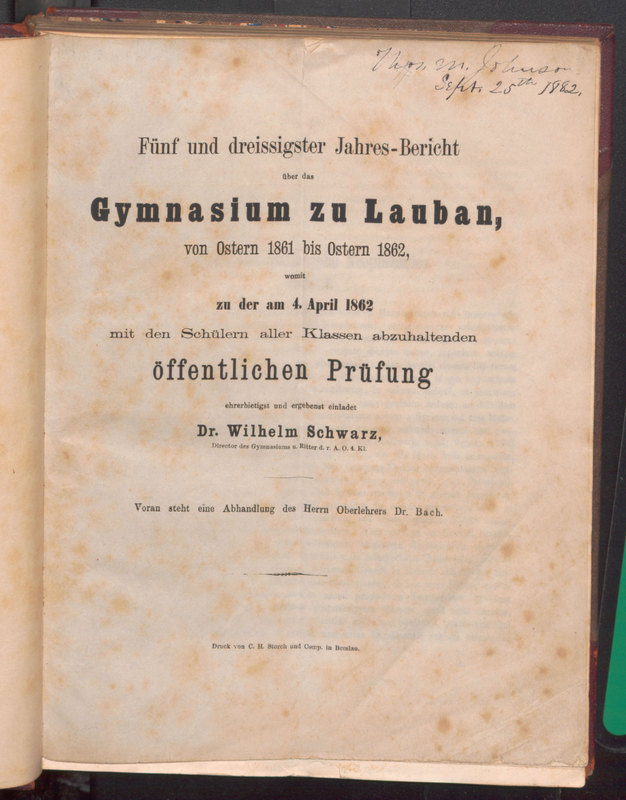 Thos. M. Johnson
Sept. 25th 1882.
Fünf und dreissigster Jahres-Bericht
über das
Gymnasium zu Lauban,
von Ostern 1861 bis Ostern 1862,
womit
zu der am 4. April 1862
mit den Schülern aller Klassen abzuhaltenden
öffentlichen Prüfung
ehrerbietigst und ergebenst einladet
Dr. Wilhelm Schwarz,
Director des Gymnasiums u. Ritter d. r. A. O. 4. Kl.
Voran steht eine Abhandlung des Herrn Oberlehrers Dr. Bach.
Druck von C. H. Storch und Comp. in Breslau.